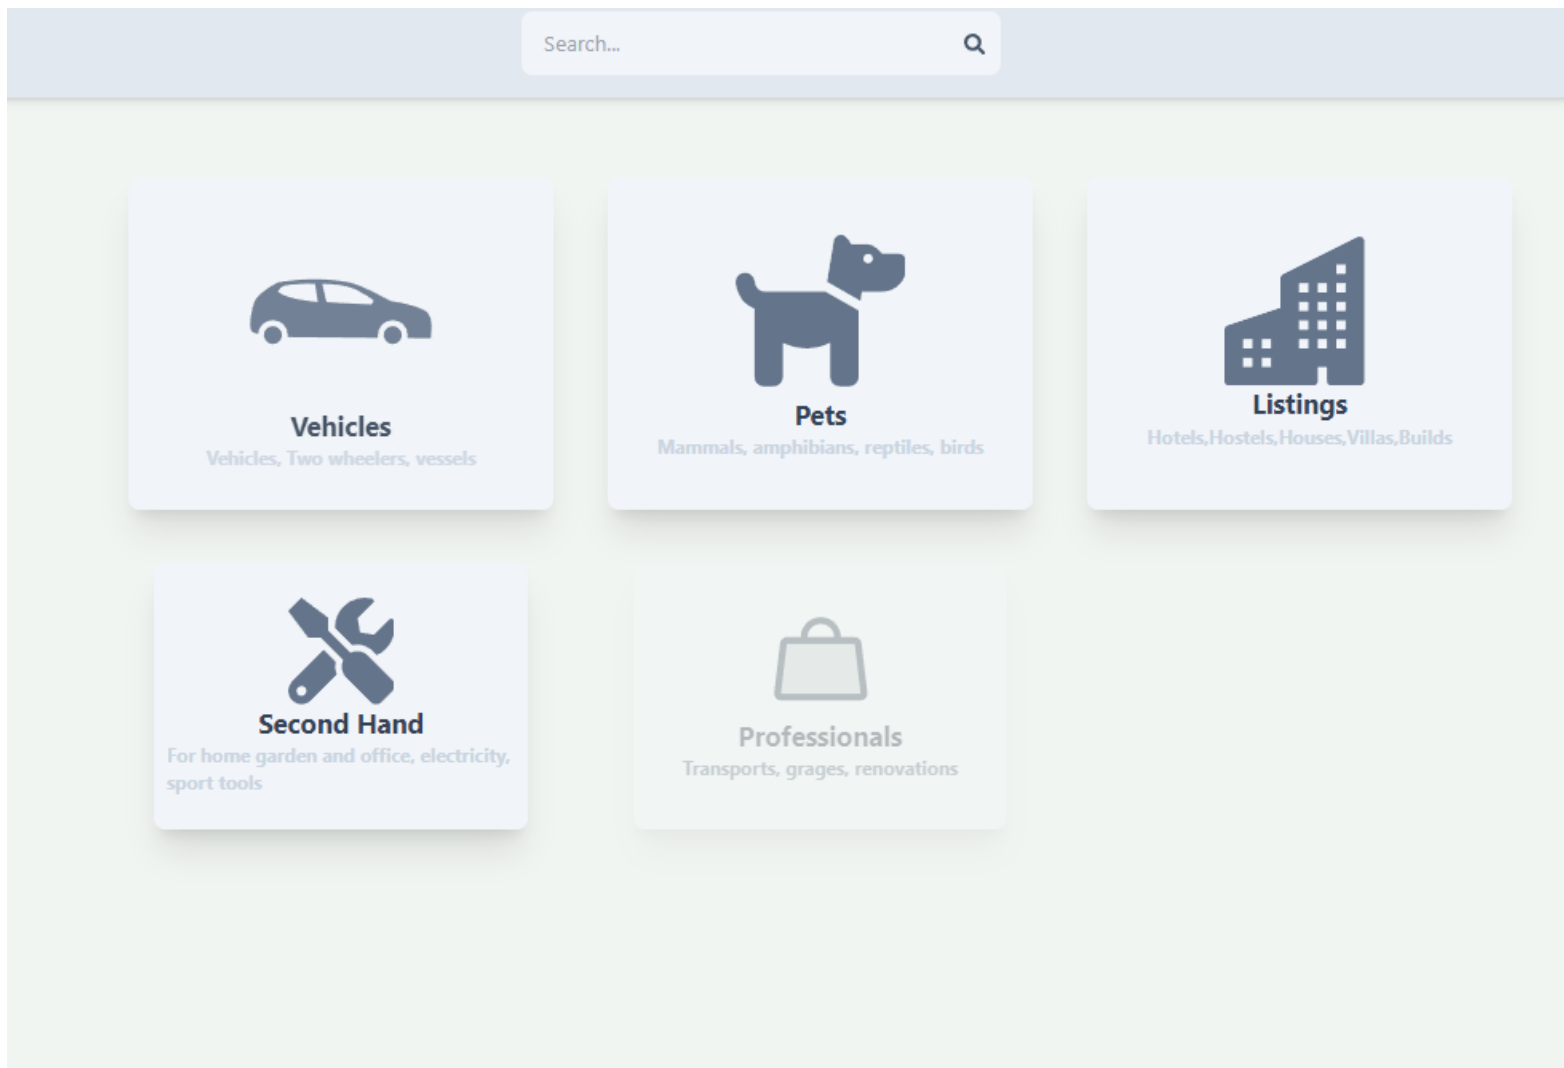 Search...
Vehicles
Vehicles, Two wheelers, vessels
Pets
Mammals, amphibians, reptiles, birds
Listings
Hotels,Hostels,Houses,Villas,Builds
Second Hand
For home garden and office, electricity,
sport tools
Professionals
Transports, grages, renovations